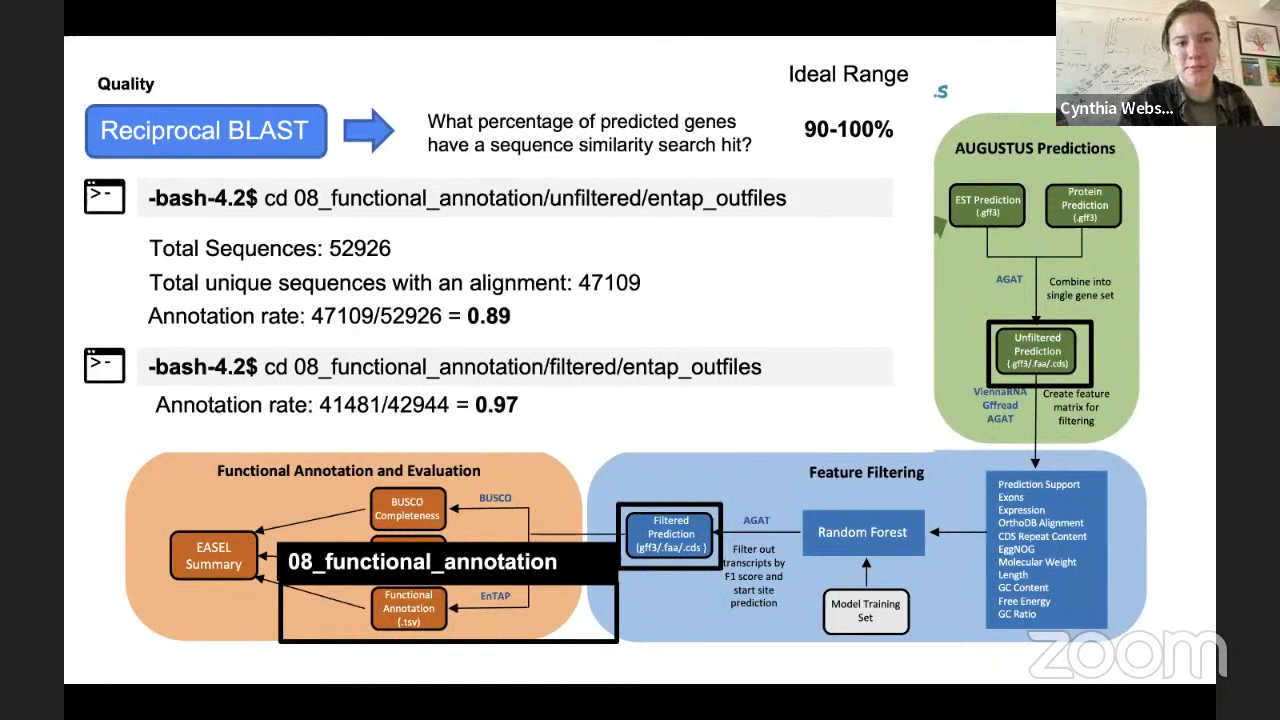 Quality
Ideal Range
.s
Cynthia Webs...
Reciprocal BLAST
What percentage of predicted genes
have a sequence similarity search hit?
90-100%
>-
-bash-4.2$ cd 08_functional_annotation/unfiltered/entap_outfiles
Total Sequences: 52926
Total unique sequences with an alignment: 47109
Annotation rate: 47109/52926 = 0.89
>-
-bash-4.2$ cd 08_functional_annotation/filtered/entap_outfiles
Annotation rate: 41481/42944 = 0.97
AUGUSTUS Predictions
EST Prediction
(.gff3)
Protein
Prediction
(.gff3)
AGAT
Combine into
single gene set
Unfiltered
Prediction
(.gff3/.faa/.cds)
ViennaRNA
Gffread
AGAT
Create feature
matrix for
filtering
Functional Annotation and Evaluation
BUSCO
Completeness
BUSCO
EASEL
Summary
08_functional_annotation
Functional
Annotation
(.tsv)
EnTAP
Feature Filtering
Filtered
Prediction
(gff3/.faa/.cds )
AGAT
Filter out
transcripts by
F1 score and
start site
prediction
Random Forest
Model Training
Set
Prediction Support
Exons
Expression
OrthoDB Alignment
CDS Repeat Content
EggNOG
Molecular Weight
Length
GC Content
Free Energy
GC Ratio
zoom